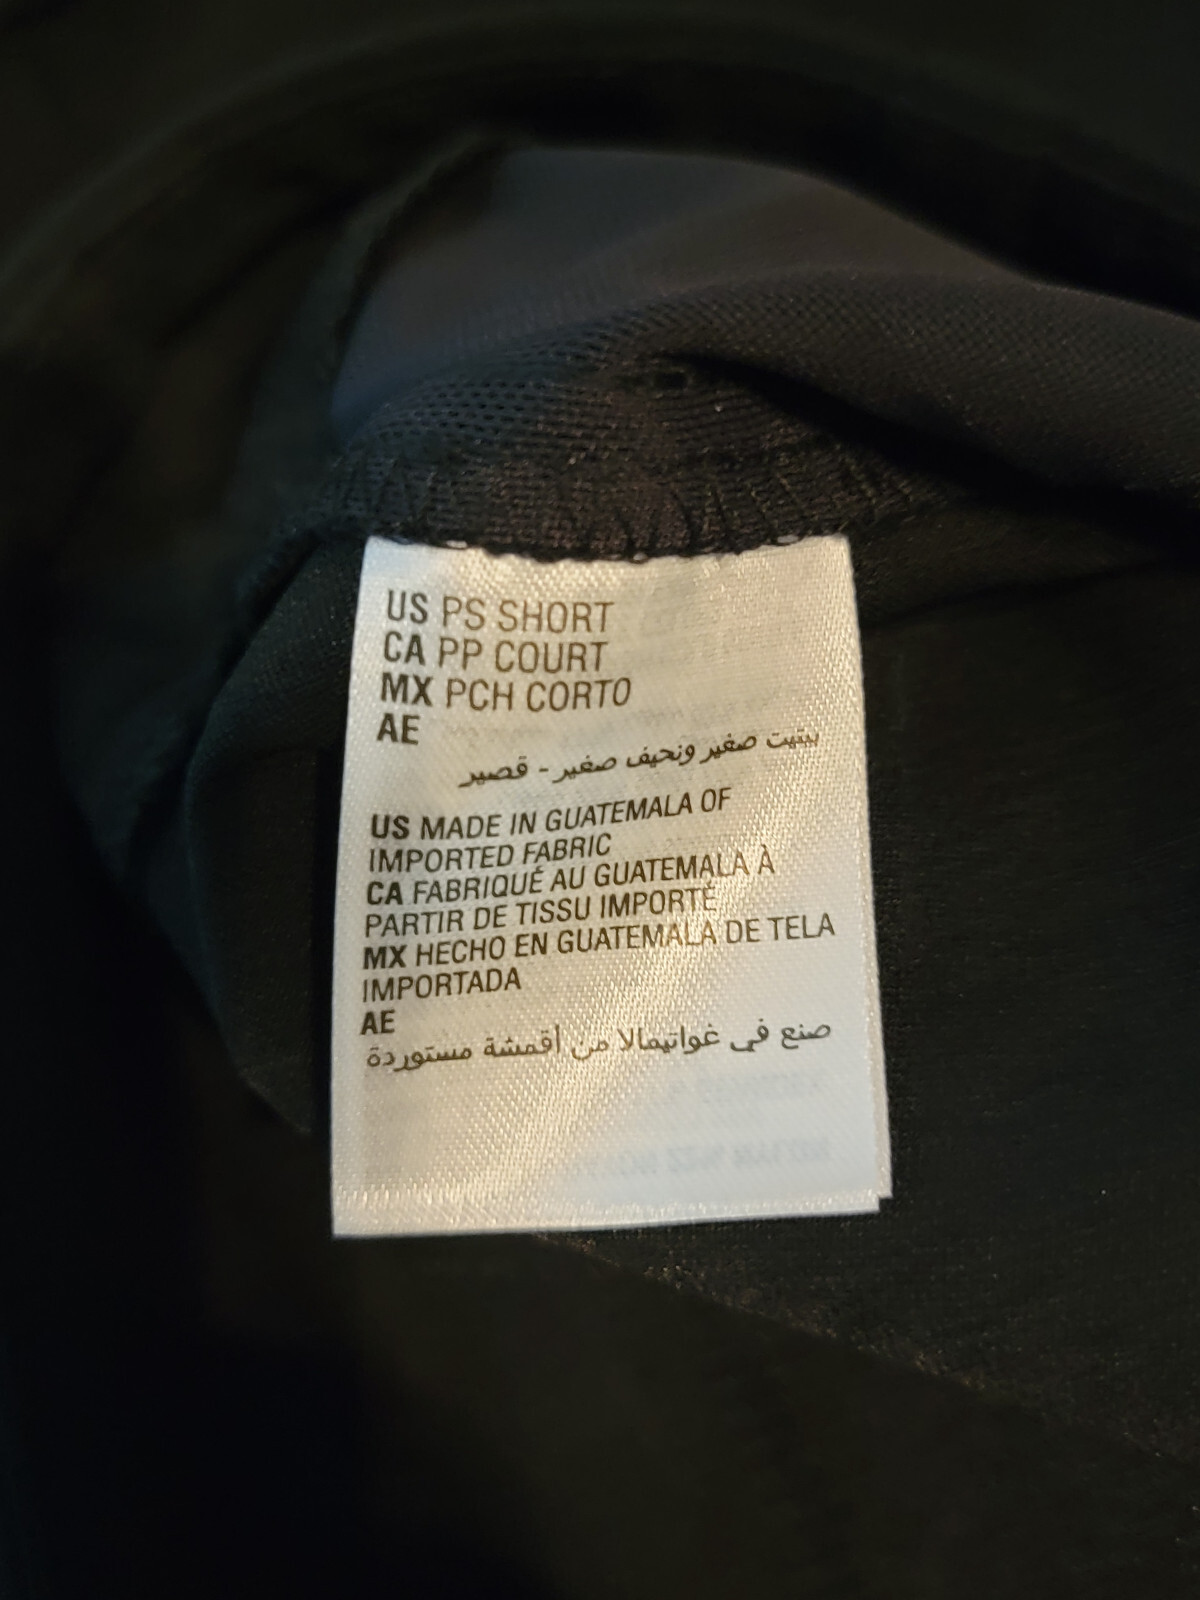 US PS SHORT
CA PP COURT
MX PCH CORTO
AE
بيتيت صغير ونحيف صغير - قصير
US MADE IN GUATEMALA OF
IMPORTED FABRIC
CA FABRIQUÉ AU GUATEMALA À
PARTIR DE TISSU IMPORTÉ
MX HECHO EN GUATEMALA DE TELA
IMPORTADA
AE
صنع في غواتيمالا من أقمشة مستوردة